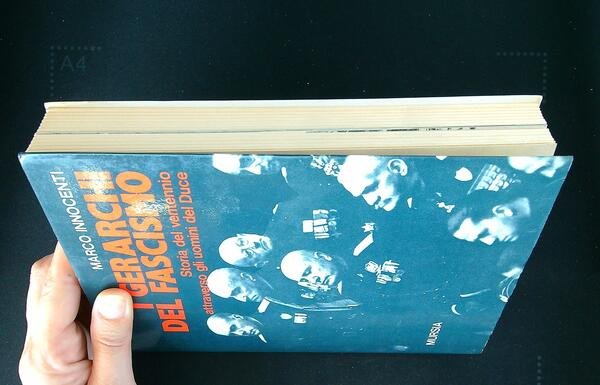 A4
MARCO INNOCENTI
I GERARCHI
DEL FASCISMO
Storia del ventennio
attraverso gli uomini del Duce
MURSIA